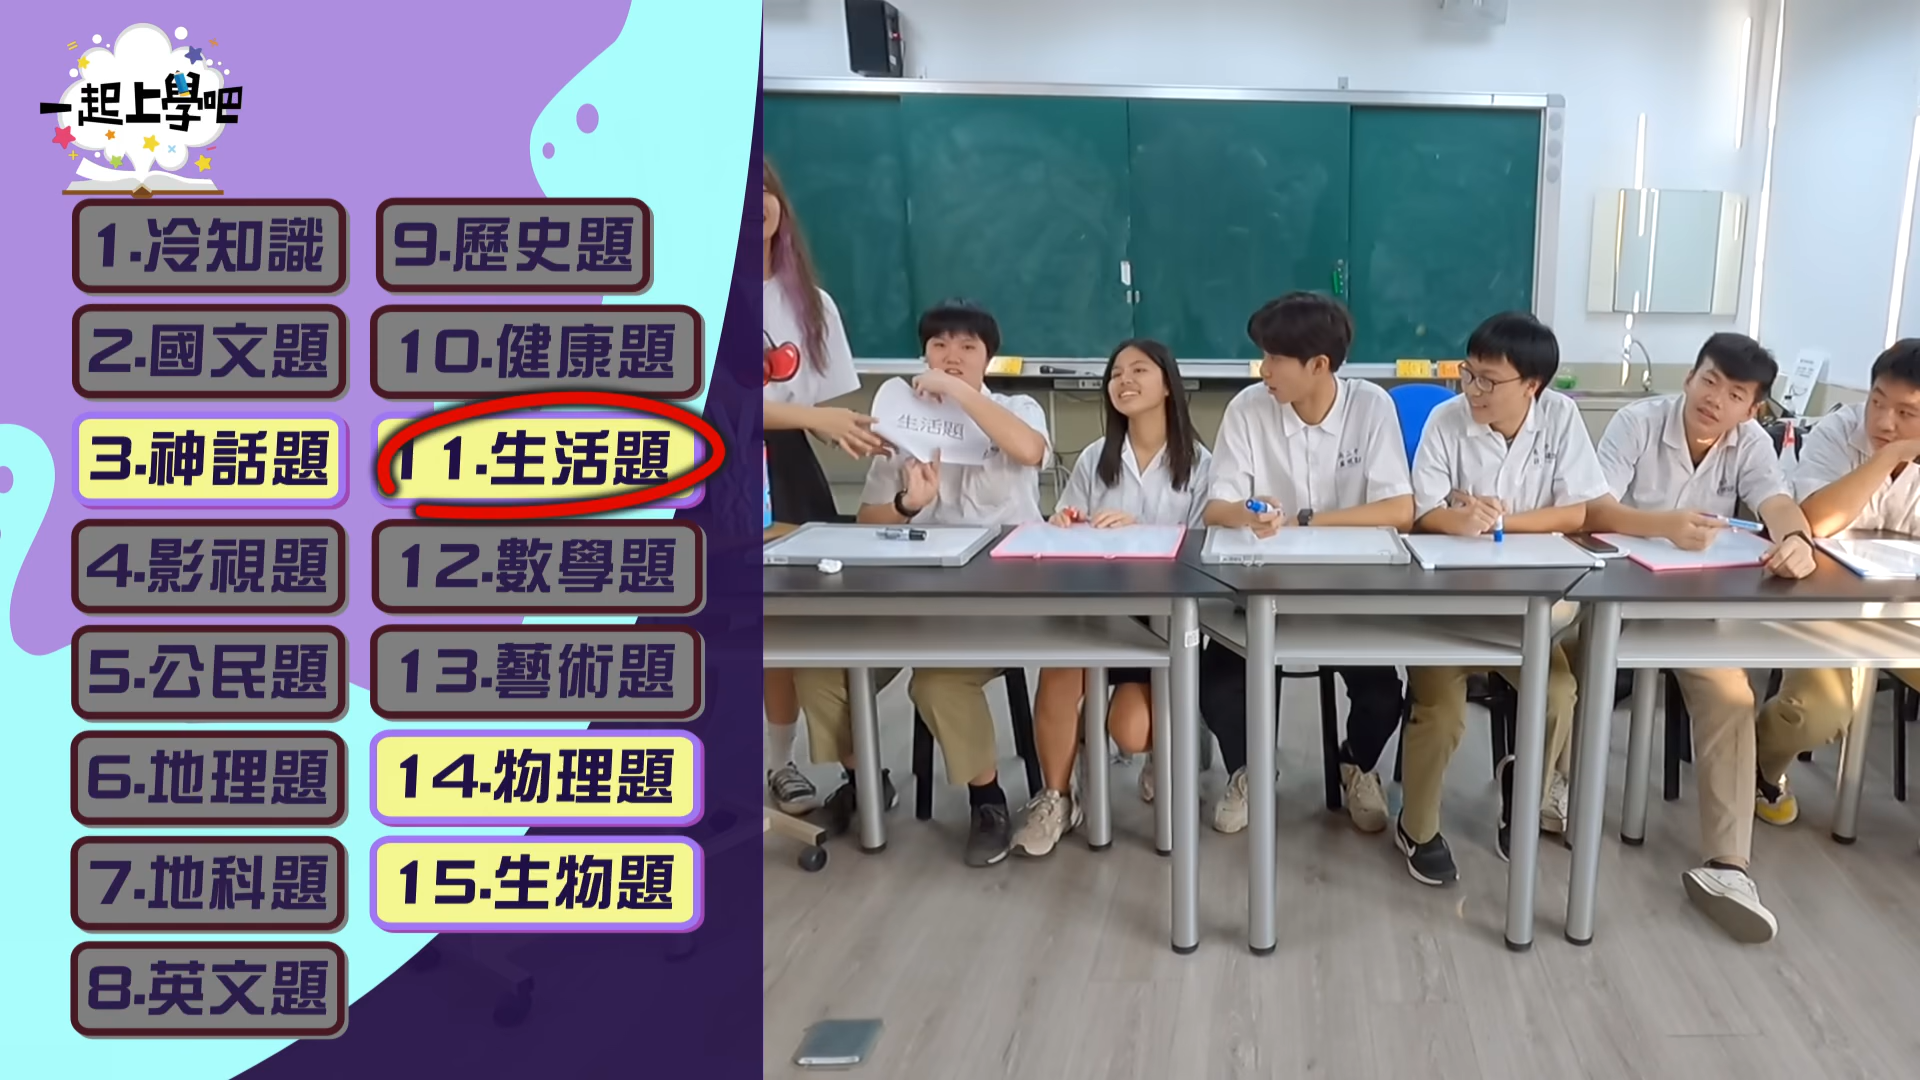 一起上學吧
1.冷知識
2.國文題
3.神話題
4.影視題
5.公民題
6.地理題
7.地科題
8.英文題
9.歷史題
10.健康題
11.生活題
12.數學題
13.藝術題
14.物理題
15.生物題
生活題